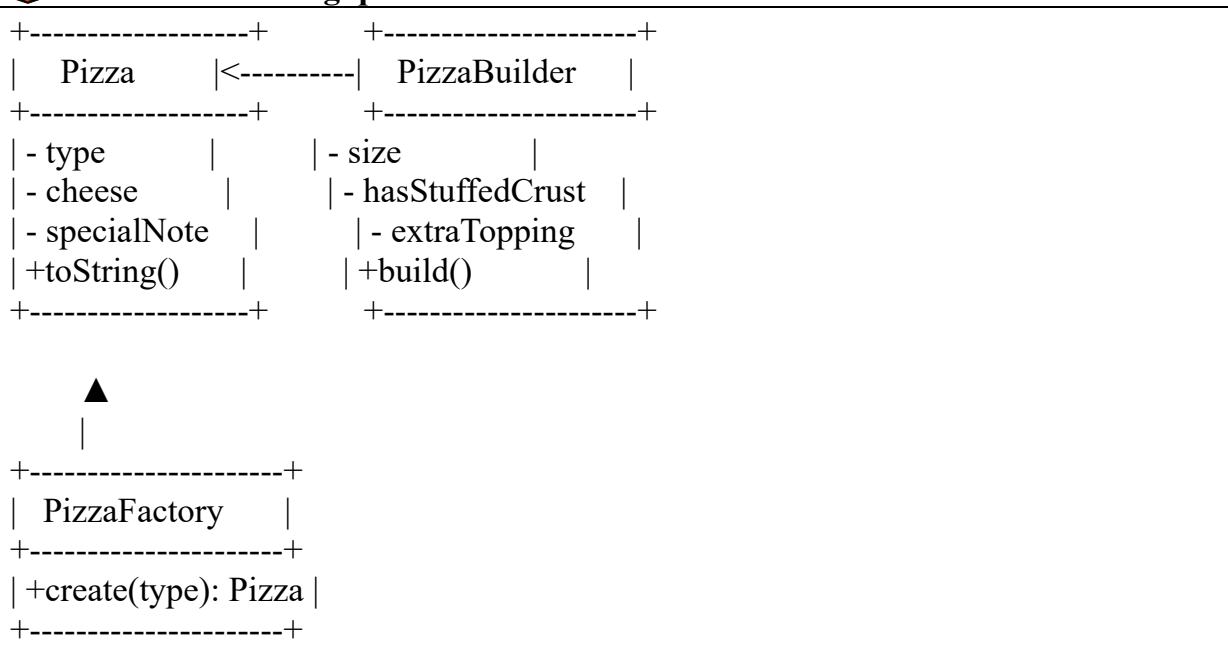 +-------------------+ +----------------------+
| Pizza |<----------| PizzaBuilder |
+-------------------+ +----------------------+
| - type | | - size |
| - cheese | | - hasStuffedCrust |
| - specialNote | | - extraTopping |
| +toString() | | +build() |
+-------------------+ +----------------------+
▲
|
+----------------------+
| PizzaFactory |
+----------------------+
| +create(type): Pizza |
+----------------------+